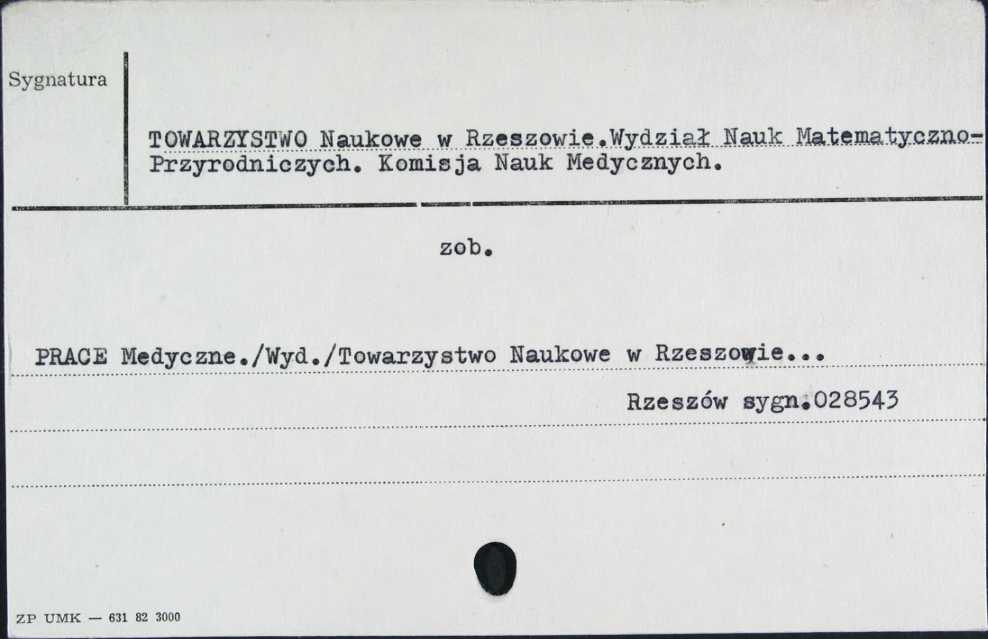 Sygnatura
TOWARZYSTWO Naukowe w Rzeszowie.Wydział Nauk Matematyczno-
Przyrodniczych. Komisja Nauk Medycznych.
zob.
PRACE Medyczne./Wyd./Towarzystwo Naukowe w Rzeszowie...
Rzeszów sygn.028543
ZP UMK — 631 82 3000